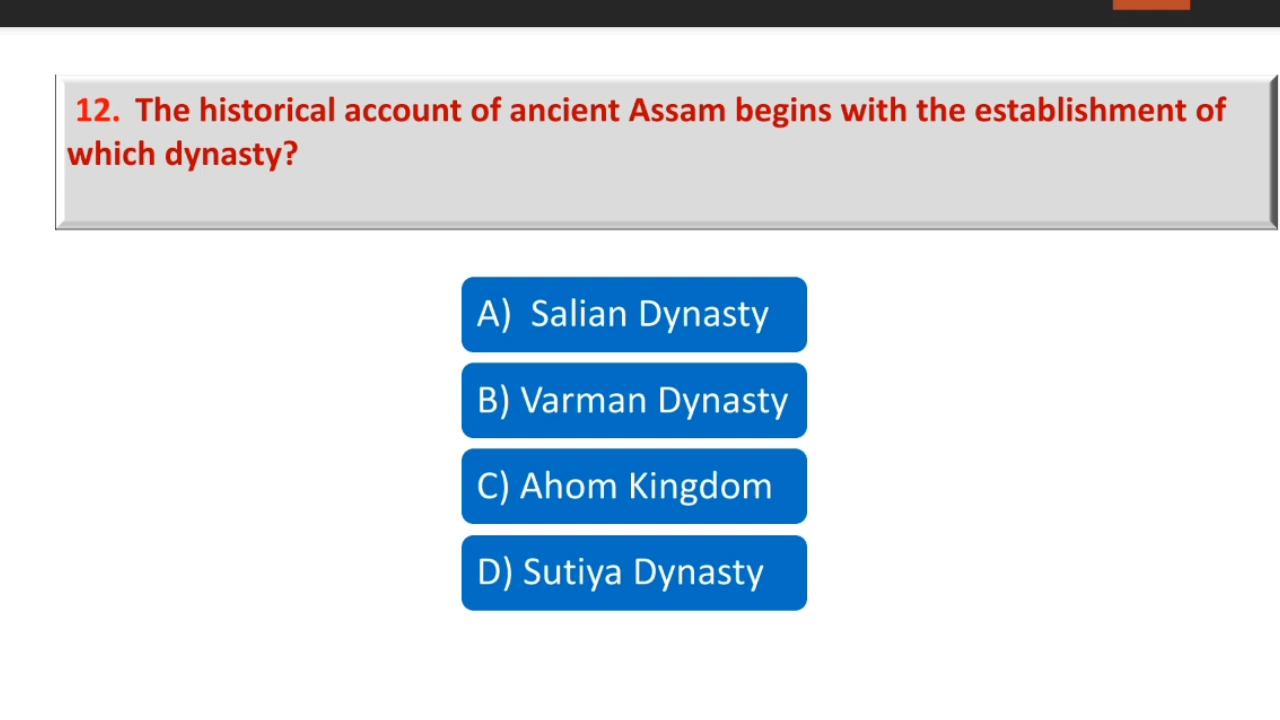 12. The historical account of ancient Assam begins with the establishment of
which dynasty?
A) Salian Dynasty
B) Varman Dynasty
C) Ahom Kingdom
D) Sutiya Dynasty